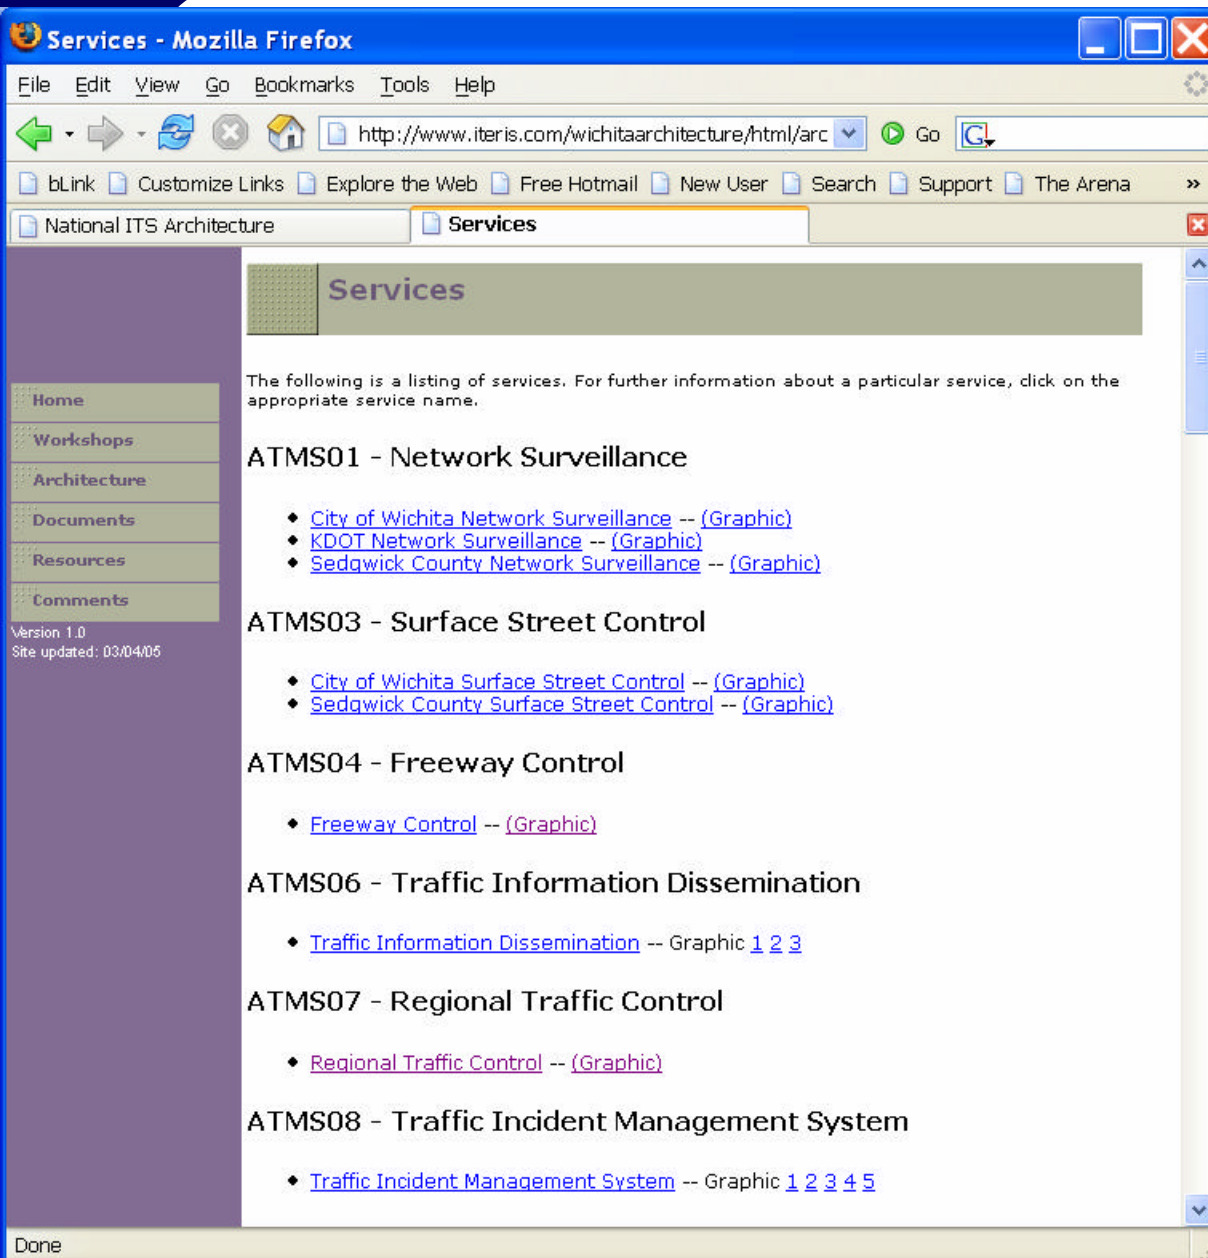 Services - Mozilla Firefox
File Edit View Go Bookmarks Tools Help
http://www.iteris.com/wichitaarchitecture/html/arc Go G
bLink Customize Links Explore the Web Free Hotmail New User Search Support The Arena »
National ITS Architecture Services
Services
The following is a listing of services. For further information about a particular service, click on the
appropriate service name.
Home
Workshops
Architecture
Documents
Resources
Comments
Version 1.0
Site updated: 03/04/05
ATMS01 - Network Surveillance
City of Wichita Network Surveillance -- (Graphic)
KDOT Network Surveillance -- (Graphic)
Sedgwick County Network Surveillance -- (Graphic)
ATMS03 - Surface Street Control
City of Wichita Surface Street Control -- (Graphic)
Sedgwick County Surface Street Control -- (Graphic)
ATMS04 - Freeway Control
Freeway Control -- (Graphic)
ATMS06 - Traffic Information Dissemination
Traffic Information Dissemination -- Graphic 1 2 3
ATMS07 - Regional Traffic Control
Regional Traffic Control -- (Graphic)
ATMS08 - Traffic Incident Management System
Traffic Incident Management System -- Graphic 1 2 3 4 5
Done